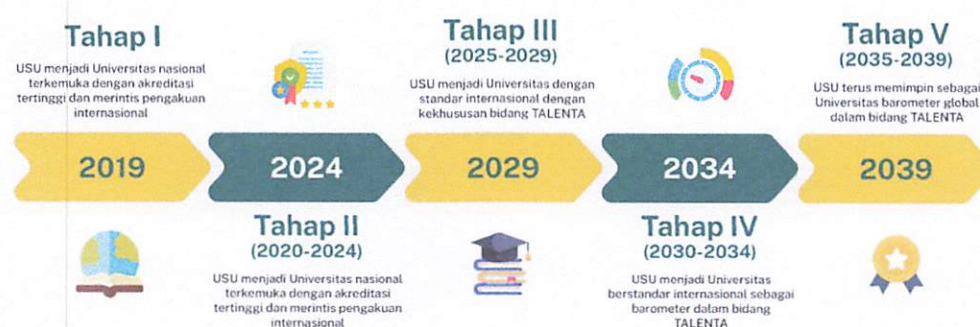 Tahap I
USU menjadi Universitas nasional
terkemuka dengan akreditasi
tertinggi dan merintis pengakuan
internasional
Tahap III
(2025-2029)
USU menjadi Universitas dengan
standar internasional dengan
kekhususan bidang TALENTA
Tahap V
(2035-2039)
USU terus memimpin sebagai
Universitas barometer global
dalam bidang TALENTA
2019
2024
2029
2034
2039
Tahap II
(2020-2024)
USU menjadi Universitas nasional
terkemuka dengan akreditasi
tertinggi dan merintis pengakuan
internasional
Tahap IV
(2030-2034)
USU menjadi Universitas
berstandar internasional sebagai
barometer dalam bidang
TALENTA